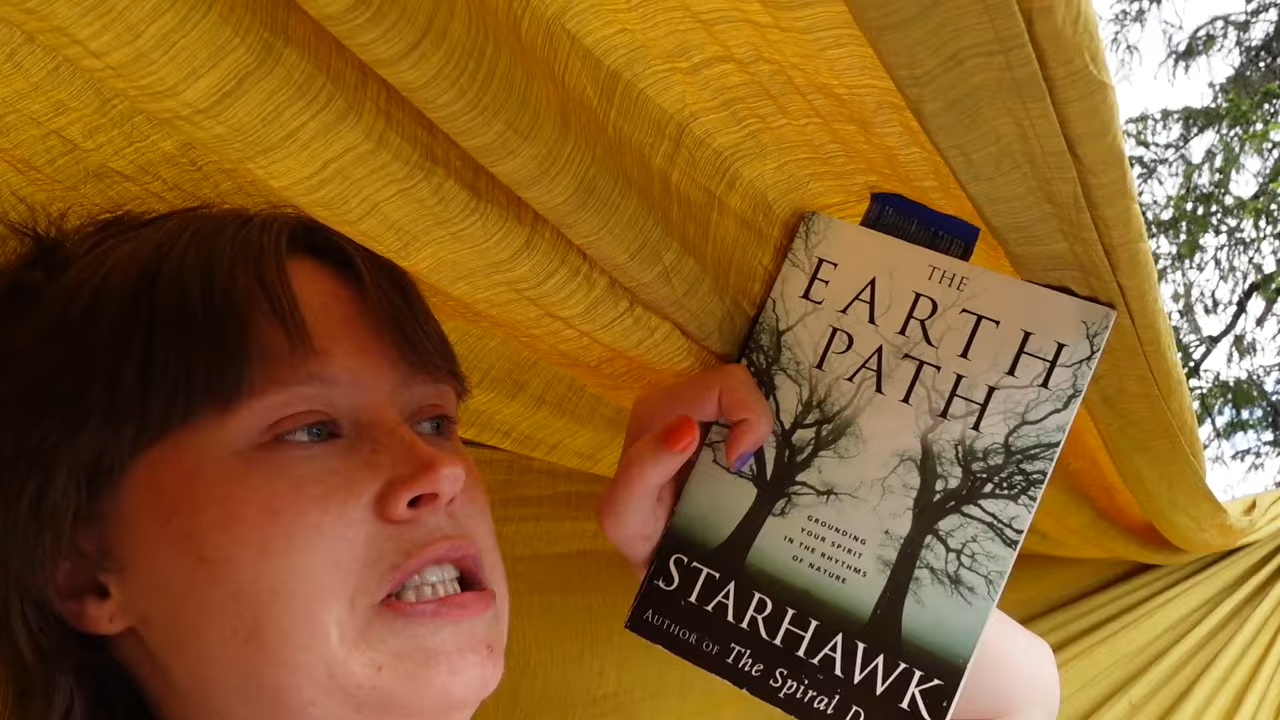 THE
EARTH
PATH
GROUNDING
YOUR SPIRIT
IN THE RHYTHMS
OF NATURE
STARHAWK
AUTHOR OF The Spiral